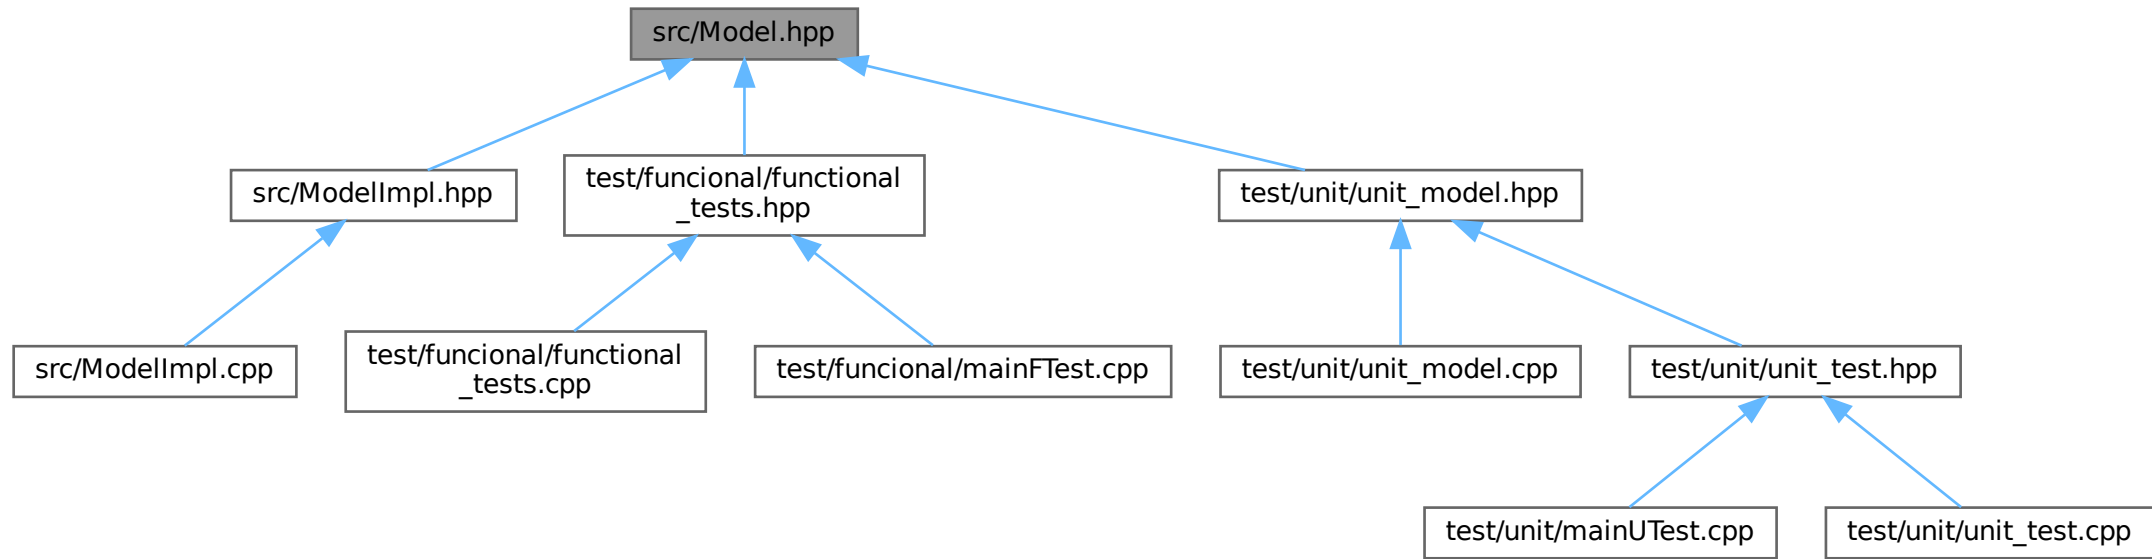 src/Model.hpp
src/ModelImpl.hpp
test/funcional/functional
_tests.hpp
test/unit/unit_model.hpp
src/ModelImpl.cpp
test/funcional/functional
_tests.cpp
test/funcional/mainFTest.cpp
test/unit/unit_model.cpp
test/unit/unit_test.hpp
test/unit/mainUTest.cpp
test/unit/unit_test.cpp